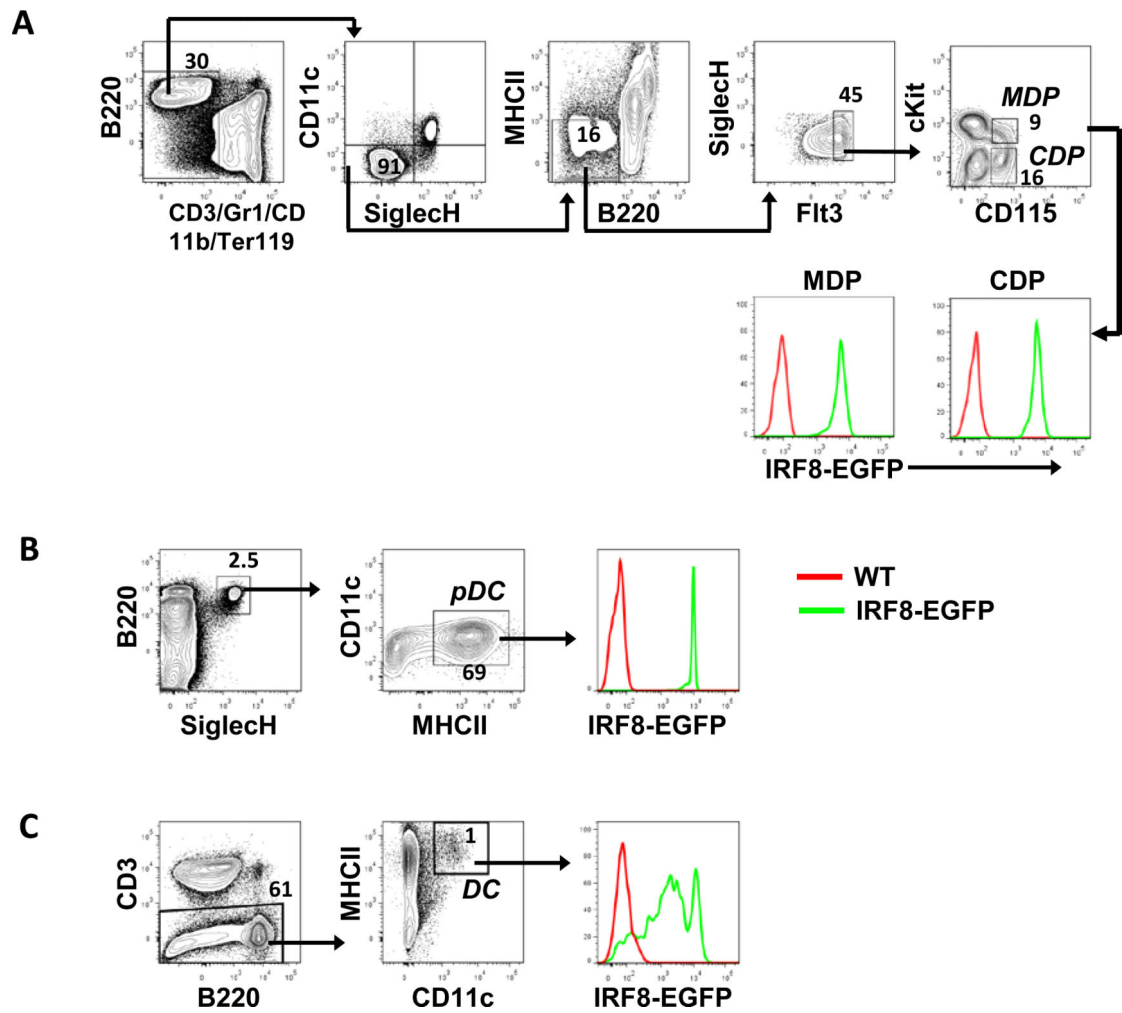 A
B220
30
CD3/Gr1/CD
11b/Ter119
CD11c
91
SiglecH
MHCII
16
B220
SiglecH
45
Flt3
cKit
MDP
9
CDP
16
CD115
MDP
CDP
IRF8-EGFP
B
B220
2.5
SiglecH
CD11c
pDC
69
MHCII
IRF8-EGFP
WT
IRF8-EGFP
C
CD3
61
B220
MHCII
1
DC
CD11c
IRF8-EGFP